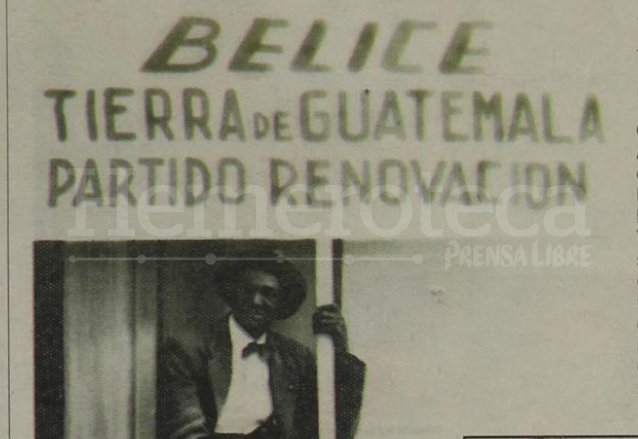 BELICE
TIERRA DE GUATEMALA
PARTIDO RENOVACION
Hemeroteca
PRENSA LIBRE